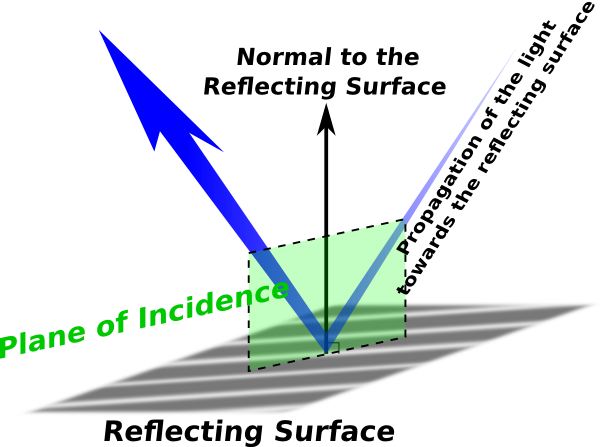 Normal to the
Reflecting Surface
Propagation of the light
towards the reflecting surface
Plane of Incidence
Reflecting Surface